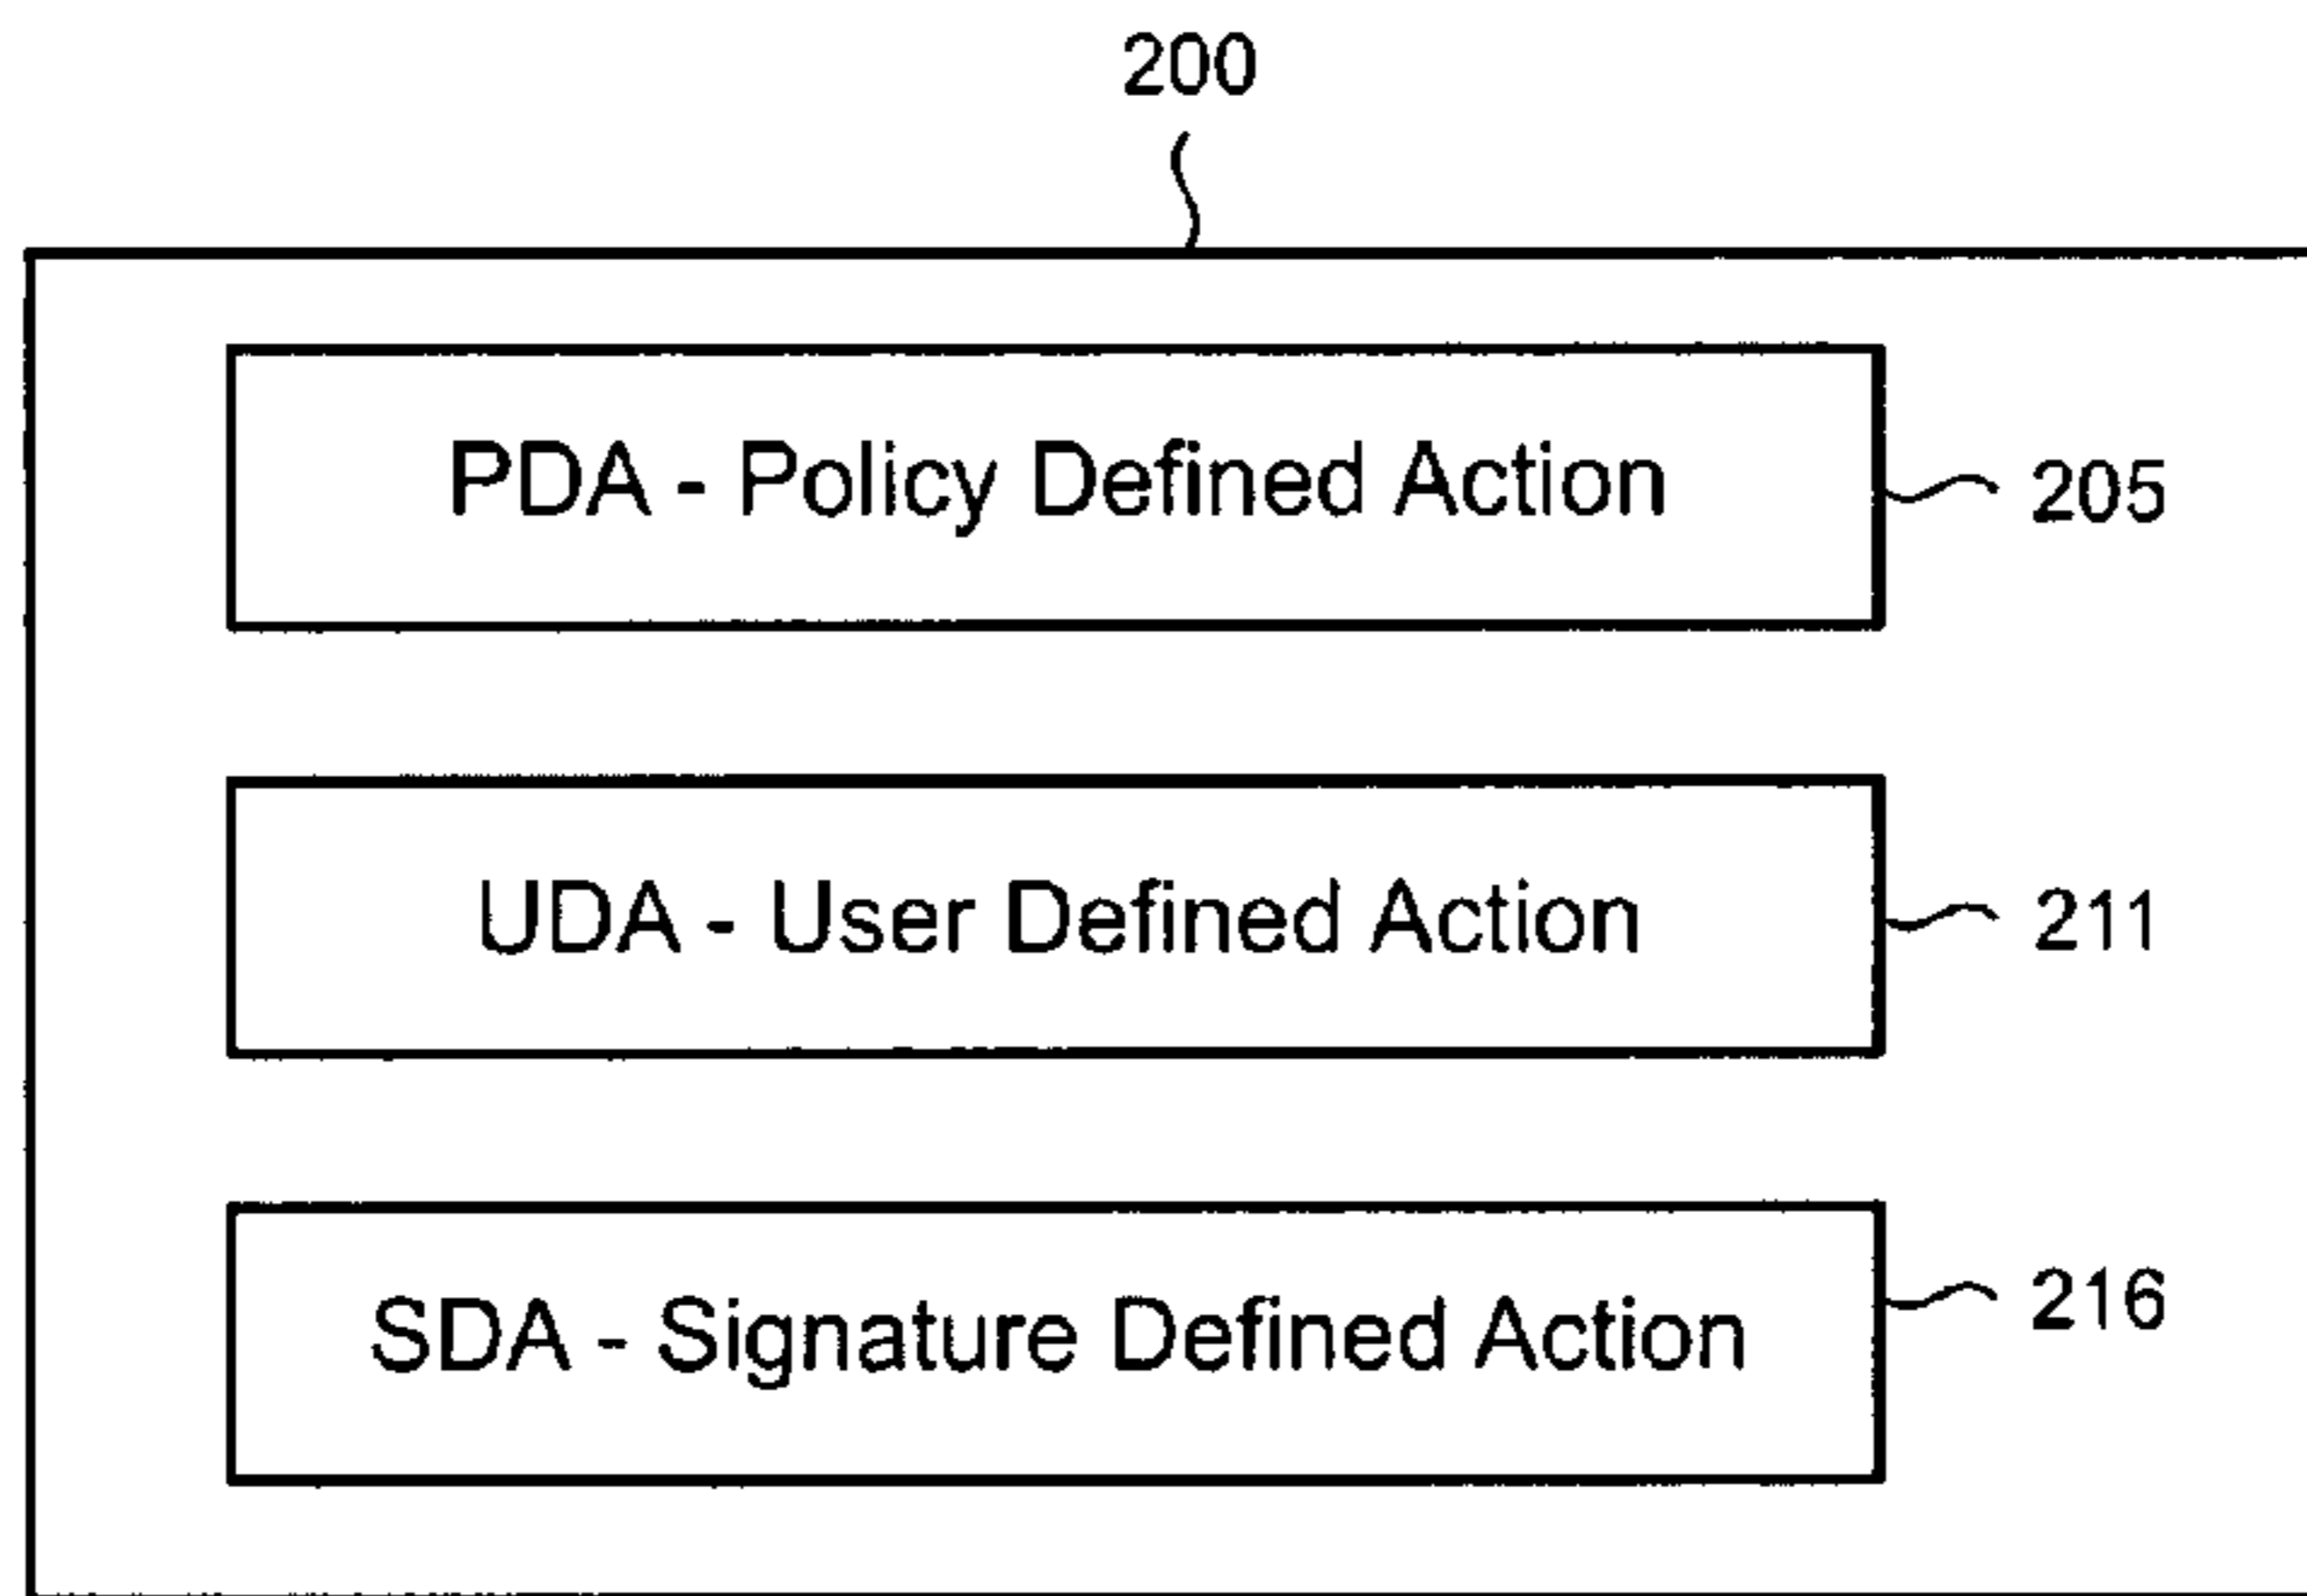 200
PDA - Policy Defined Action
205
UDA - User Defined Action
211
SDA - Signature Defined Action
216